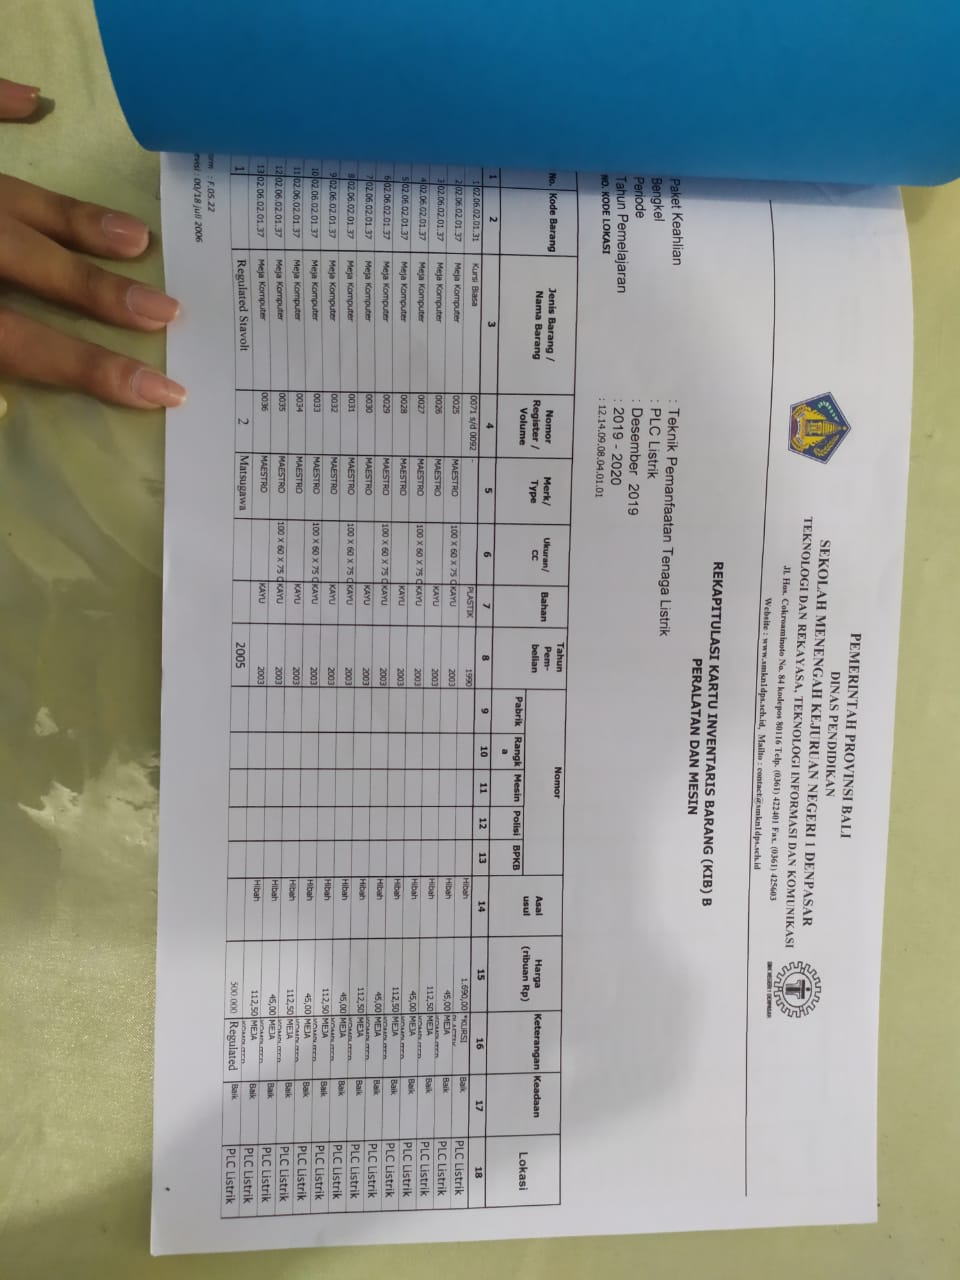 PEMERINTAH PROVINSI BALI
DINAS PENDIDIKAN
SEKOLAH MENENGAH KEJURUAN NEGERI 1 DENPASAR
TEKNOLOGI DAN REKAYASA, TEKNOLOGI INFORMASI DAN KOMUNIKASI
Jl. Hos. Cokroaminoto No. 84 kodepos 80116 Telp. (0361) 422401 Fax. (0361) 425603
Website : www.smkn1dps.sch.id, Mailto : contact@smkn1dps.sch.id
REKAPITULASI KARTU INVENTARIS BARANG (KIB) B
PERALATAN DAN MESIN
Paket Keahlian : Teknik Pemanfaatan Tenaga Listrik
Bengkel : PLC Listrik
Periode : Desember 2019
Tahun Pemelajaran : 2019 - 2020
NO. KODE LOKASI : 12.14.09.08.04.01.01
No. Kode Barang Jenis Barang / Nama Barang Nomor Register / Volume Merk/ Type Ukuran/ CC Bahan Tahun Pem-belian Nomor Asal usul Harga (ribuan Rp) Keterangan Keadaan Lokasi
Pabrik Rangka Mesin Polisi BPKB
1 2 3 4 5 6 7 8 9 10 11 12 13 14 15 16 17 18
1 02.06.02.01.31 Kursi Biasa 0071 s/d 0092 - PLASTIK 1990 Hibah 1.690,00 *KURSI PLASTIK Baik PLC Listrik
2 02.06.02.01.37 Meja Komputer 0025 MAESTRO 100 X 60 X 75 C KAYU 2003 Hibah 45,00 MEJA Baik PLC Listrik
3 02.06.02.01.37 Meja Komputer 0026 MAESTRO KAYU 2003 Hibah 112,50 MEJA KOMPUTER Baik PLC Listrik
4 02.06.02.01.37 Meja Komputer 0027 MAESTRO 100 X 60 X 75 C KAYU 2003 Hibah 45,00 MEJA KOMPUTER Baik PLC Listrik
5 02.06.02.01.37 Meja Komputer 0028 MAESTRO KAYU 2003 Hibah 112,50 MEJA KOMPUTER Baik PLC Listrik
6 02.06.02.01.37 Meja Komputer 0029 MAESTRO 100 X 60 X 75 C KAYU 2003 Hibah 45,00 MEJA KOMPUTER Baik PLC Listrik
7 02.06.02.01.37 Meja Komputer 0030 MAESTRO KAYU 2003 Hibah 112,50 MEJA KOMPUTER Baik PLC Listrik
8 02.06.02.01.37 Meja Komputer 0031 MAESTRO 100 X 60 X 75 C KAYU 2003 Hibah 45,00 MEJA KOMPUTER Baik PLC Listrik
9 02.06.02.01.37 Meja Komputer 0032 MAESTRO KAYU 2003 Hibah 112,50 MEJA KOMPUTER Baik PLC Listrik
10 02.06.02.01.37 Meja Komputer 0033 MAESTRO 100 X 60 X 75 C KAYU 2003 Hibah 45,00 MEJA KOMPUTER Baik PLC Listrik
11 02.06.02.01.37 Meja Komputer 0034 MAESTRO KAYU 2003 Hibah 112,50 MEJA KOMPUTER Baik PLC Listrik
12 02.06.02.01.37 Meja Komputer 0035 MAESTRO 100 X 60 X 75 C KAYU 2003 Hibah 45,00 MEJA KOMPUTER Baik PLC Listrik
13 02.06.02.01.37 Meja Komputer 0036 MAESTRO KAYU 2003 Hibah 112,50 MEJA KOMPUTER Baik PLC Listrik
1 Regulated Stavolt 2 Matsugawa 2005 500.000 Regulated Baik PLC Listrik
orm : F.05.22
evisi : 00/18 juli 2006